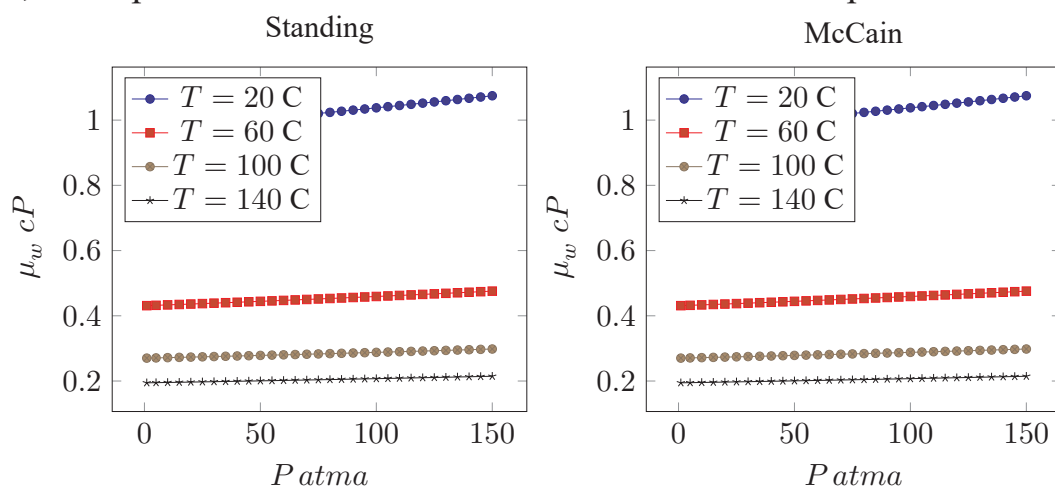 Standing
McCain
T = 20 C
T = 60 C
T = 100 C
T = 140 C
0
50
100
150
0.2
0.4
0.6
0.8
1
P atma
μw cP
T = 20 C
T = 60 C
T = 100 C
T = 140 C
0
50
100
150
0.2
0.4
0.6
0.8
1
P atma
μw cP